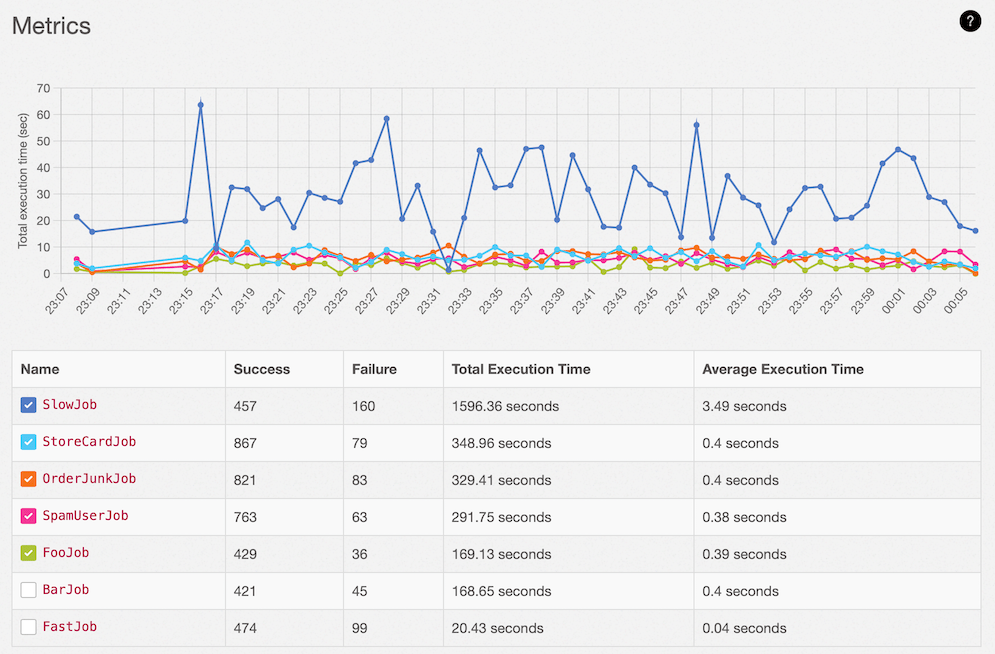 Metrics
?
Total execution time (sec)
70
60
50
40
30
20
10
0
23:07 23:09 23:11 23:13 23:15 23:17 23:19 23:21 23:23 23:25 23:27 23:29 23:31 23:33 23:35 23:37 23:39 23:41 23:43 23:45 23:47 23:49 23:51 23:53 23:55 23:57 23:59 00:01 00:03 00:05
Name Success Failure Total Execution Time Average Execution Time
SlowJob 457 160 1596.36 seconds 3.49 seconds
StoreCardJob 867 79 348.96 seconds 0.4 seconds
OrderJunkJob 821 83 329.41 seconds 0.4 seconds
SpamUserJob 763 63 291.75 seconds 0.38 seconds
FooJob 429 36 169.13 seconds 0.39 seconds
BarJob 421 45 168.65 seconds 0.4 seconds
FastJob 474 99 20.43 seconds 0.04 seconds